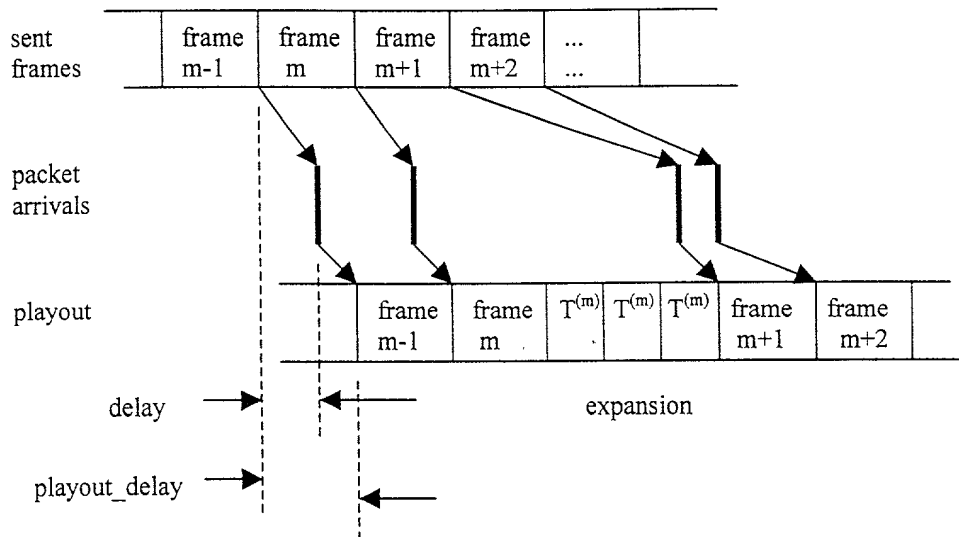 sent
frames
frame
m-1
frame
m
frame
m+1
frame
m+2
...
...
packet
arrivals
playout
frame
m-1
frame
m
T(m)
T(m)
T(m)
frame
m+1
frame
m+2
delay
expansion
playout_delay